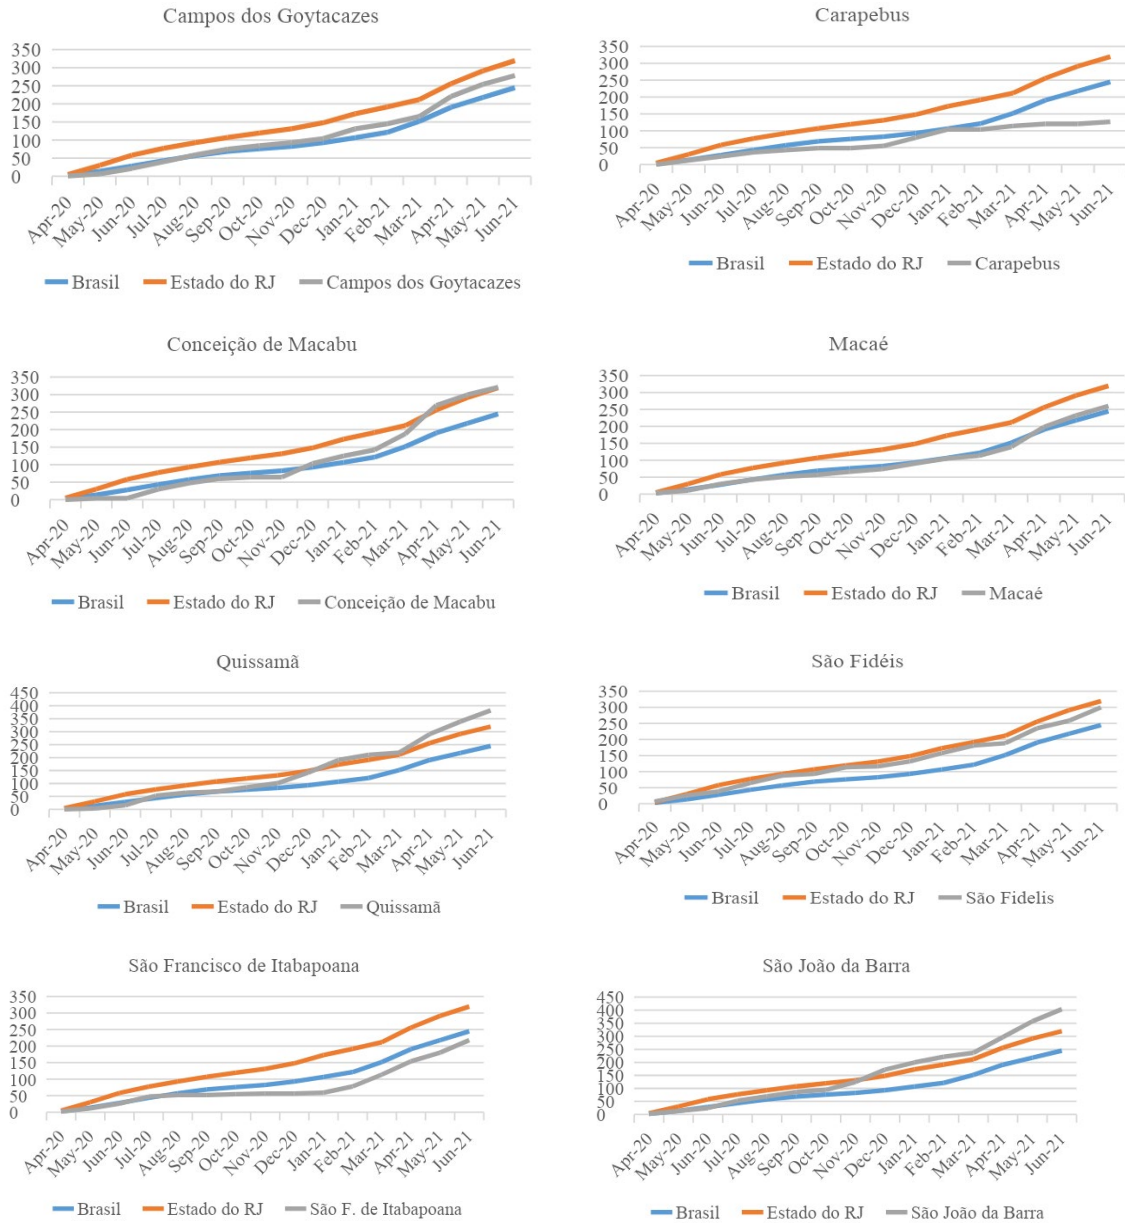 Campos dos Goytacazes
350
300
250
200
150
100
50
0
Apr-20 May-20 Jun-20 Jul-20 Aug-20 Sep-20 Oct-20 Nov-20 Dec-20 Jan-21 Feb-21 Mar-21 Apr-21 May-21 Jun-21
Brasil Estado do RJ Campos dos Goytacazes
Carapebus
350
300
250
200
150
100
50
0
Apr-20 May-20 Jun-20 Jul-20 Aug-20 Sep-20 Oct-20 Nov-20 Dec-20 Jan-21 Feb-21 Mar-21 Apr-21 May-21 Jun-21
Brasil Estado do RJ Carapebus
Conceição de Macabu
350
300
250
200
150
100
50
0
Apr-20 May-20 Jun-20 Jul-20 Aug-20 Sep-20 Oct-20 Nov-20 Dec-20 Jan-21 Feb-21 Mar-21 Apr-21 May-21 Jun-21
Brasil Estado do RJ Conceição de Macabu
Macaé
350
300
250
200
150
100
50
0
Apr-20 May-20 Jun-20 Jul-20 Aug-20 Sep-20 Oct-20 Nov-20 Dec-20 Jan-21 Feb-21 Mar-21 Apr-21 May-21 Jun-21
Brasil Estado do RJ Macaé
Quissamã
450
400
350
300
250
200
150
100
50
0
Apr-20 May-20 Jun-20 Jul-20 Aug-20 Sep-20 Oct-20 Nov-20 Dec-20 Jan-21 Feb-21 Mar-21 Apr-21 May-21 Jun-21
Brasil Estado do RJ Quissamã
São Fidéis
350
300
250
200
150
100
50
0
Apr-20 May-20 Jun-20 Jul-20 Aug-20 Sep-20 Oct-20 Nov-20 Dec-20 Jan-21 Feb-21 Mar-21 Apr-21 May-21 Jun-21
Brasil Estado do RJ São Fidelis
São Francisco de Itabapoana
350
300
250
200
150
100
50
0
Apr-20 May-20 Jun-20 Jul-20 Aug-20 Sep-20 Oct-20 Nov-20 Dec-20 Jan-21 Feb-21 Mar-21 Apr-21 May-21 Jun-21
Brasil Estado do RJ São F. de Itabapoana
São João da Barra
450
400
350
300
250
200
150
100
50
0
Apr-20 May-20 Jun-20 Jul-20 Aug-20 Sep-20 Oct-20 Nov-20 Dec-20 Jan-21 Feb-21 Mar-21 Apr-21 May-21 Jun-21
Brasil Estado do RJ São João da Barra